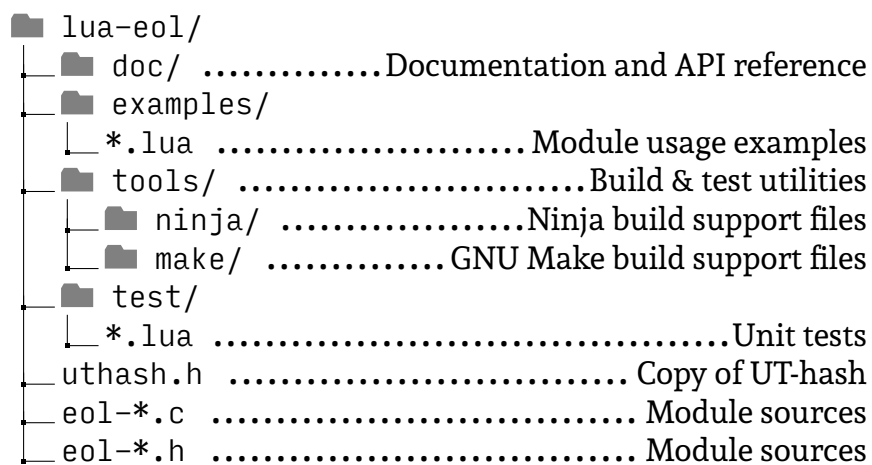 lua-eol/
doc/ ..............Documentation and API reference
examples/
*.lua ........................Module usage examples
tools/ ...........................Build & test utilities
ninja/ ...................Ninja build support files
make/ ..............GNU Make build support files
test/
*.lua .........................................Unit tests
uthash.h ............................... Copy of UT-hash
eol-*.c ................................. Module sources
eol-*.h ................................. Module sources